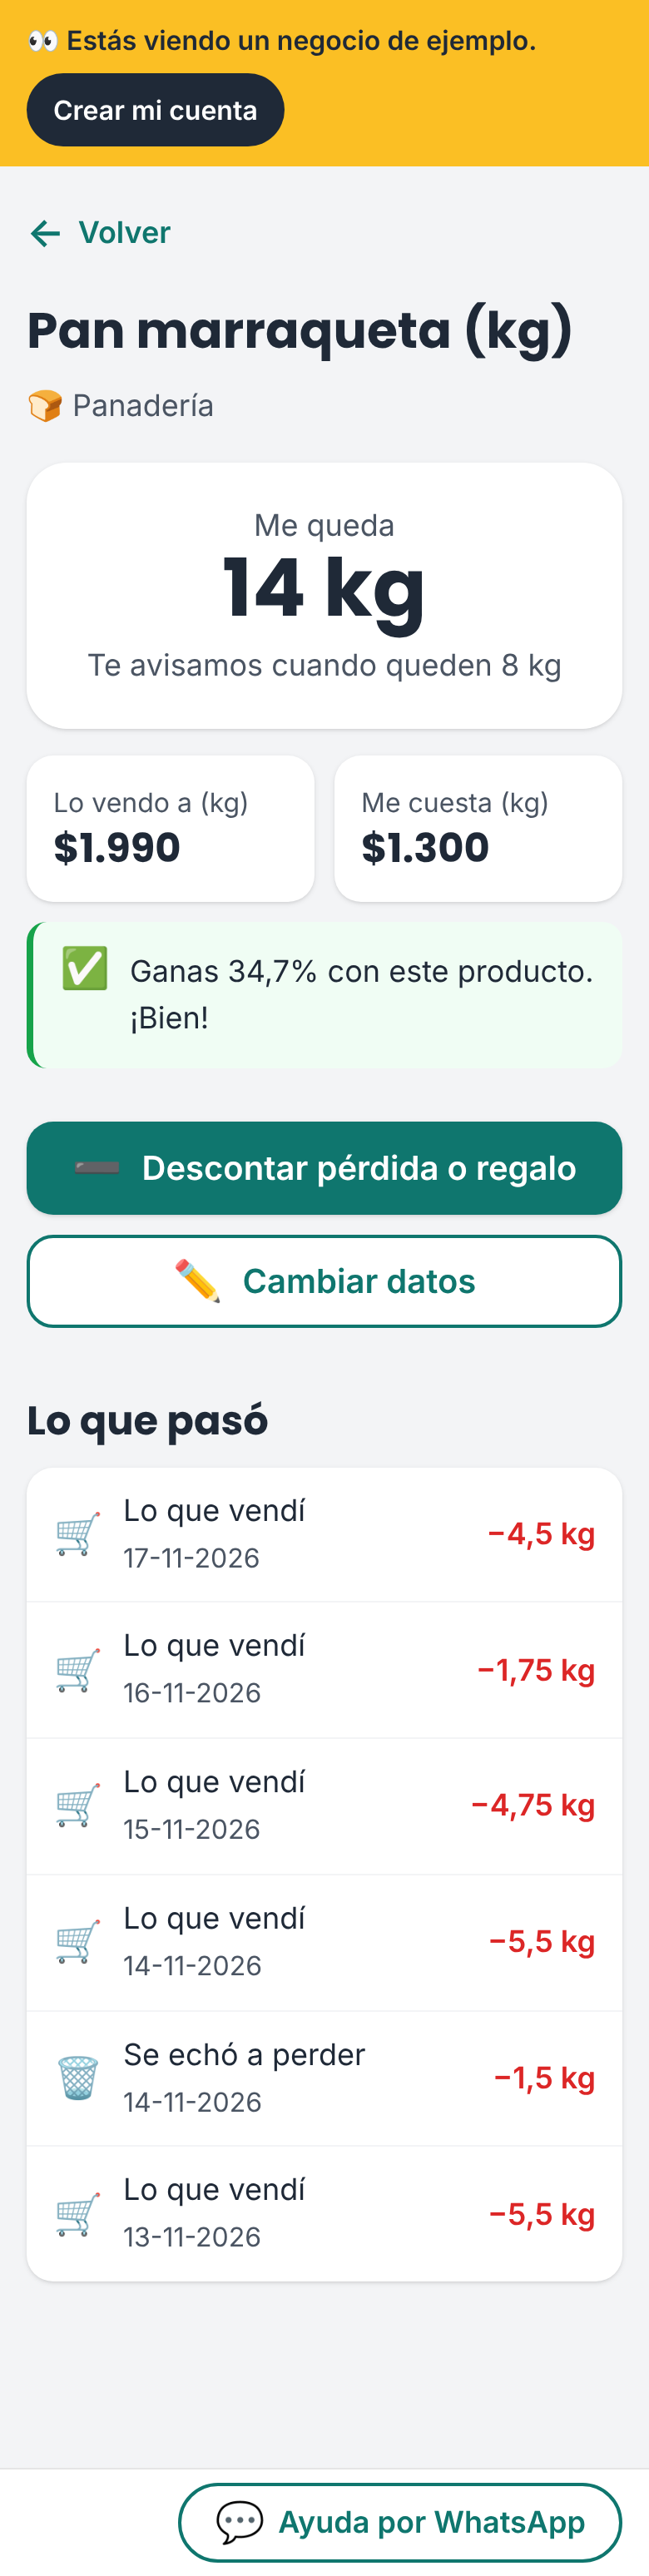 👀 Estás viendo un negocio de ejemplo.
Crear mi cuenta
← Volver
Pan marraqueta (kg)
🍞 Panadería
Me queda
14 kg
Te avisamos cuando queden 8 kg
Lo vendo a (kg)
$1.990
Me cuesta (kg)
$1.300
✅ Ganas 34,7% con este producto.
¡Bien!
➖ Descontar pérdida o regalo
✏️ Cambiar datos
Lo que pasó
🛒 Lo que vendí
17-11-2026
−4,5 kg
🛒 Lo que vendí
16-11-2026
−1,75 kg
🛒 Lo que vendí
15-11-2026
−4,75 kg
🛒 Lo que vendí
14-11-2026
−5,5 kg
🗑️ Se echó a perder
14-11-2026
−1,5 kg
🛒 Lo que vendí
13-11-2026
−5,5 kg
💬 Ayuda por WhatsApp